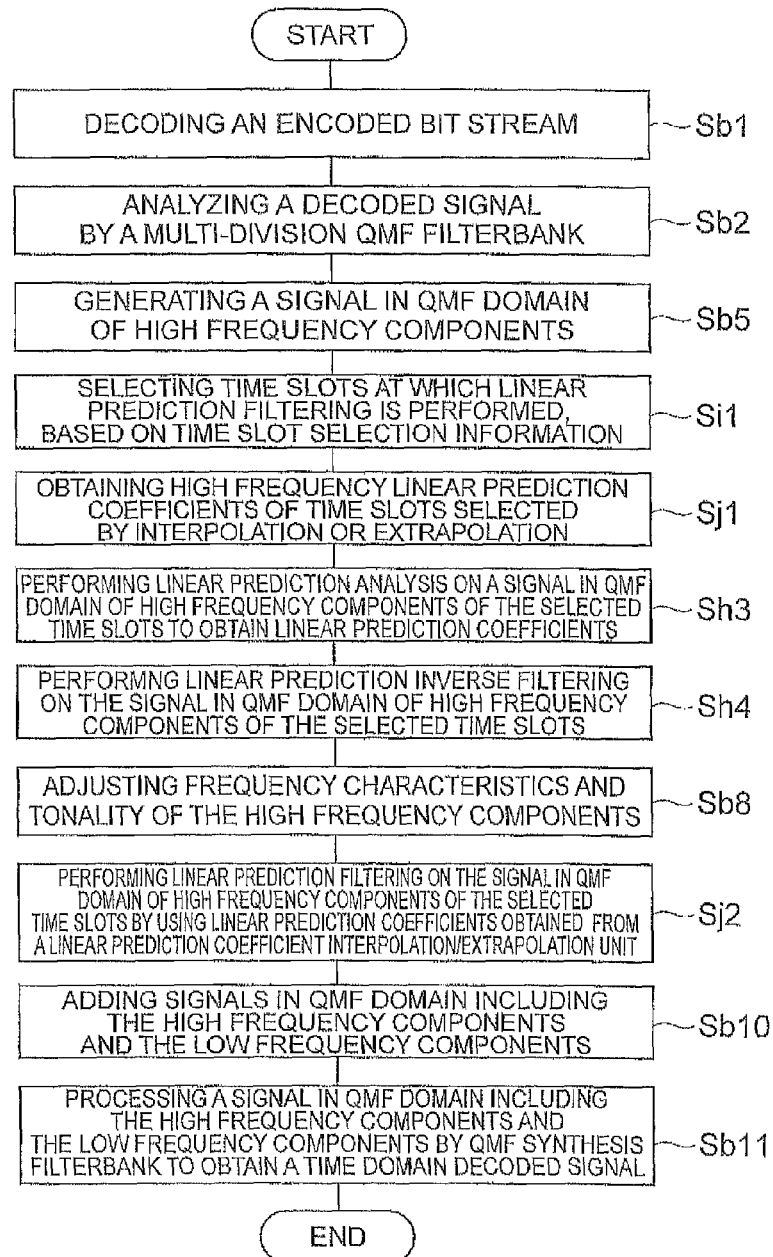 START
DECODING AN ENCODED BIT STREAM
Sb1
ANALYZING A DECODED SIGNAL
BY A MULTI-DIVISION QMF FILTERBANK
Sb2
GENERATING A SIGNAL IN QMF DOMAIN
OF HIGH FREQUENCY COMPONENTS
Sb5
SELECTING TIME SLOTS AT WHICH LINEAR
PREDICTION FILTERING IS PERFORMED,
BASED ON TIME SLOT SELECTION INFORMATION
Si1
OBTAINING HIGH FREQUENCY LINEAR PREDICTION
COEFFICIENTS OF TIME SLOTS SELECTED
BY INTERPOLATION OR EXTRAPOLATION
Sj1
PERFORMING LINEAR PREDICTION ANALYSIS ON A SIGNAL IN QMF
DOMAIN OF HIGH FREQUENCY COMPONENTS OF THE SELECTED
TIME SLOTS TO OBTAIN LINEAR PREDICTION COEFFICIENTS
Sh3
PERFORMNG LINEAR PREDICTION INVERSE FILTERING
ON THE SIGNAL IN QMF DOMAIN OF HIGH FREQUENCY
COMPONENTS OF THE SELECTED TIME SLOTS
Sh4
ADJUSTING FREQUENCY CHARACTERISTICS AND
TONALITY OF THE HIGH FREQUENCY COMPONENTS
Sb8
PERFORMING LINEAR PREDICTION FILTERING ON THE SIGNAL IN QMF
DOMAIN OF HIGH FREQUENCY COMPONENTS OF THE SELECTED
TIME SLOTS BY USING LINEAR PREDICTION COEFFICIENTS OBTAINED FROM
A LINEAR PREDICTION COEFFICIENT INTERPOLATION/EXTRAPOLATION UNIT
Sj2
ADDING SIGNALS IN QMF DOMAIN INCLUDING
THE HIGH FREQUENCY COMPONENTS
AND THE LOW FREQUENCY COMPONENTS
Sb10
PROCESSING A SIGNAL IN QMF DOMAIN INCLUDING
THE HIGH FREQUENCY COMPONENTS AND
THE LOW FREQUENCY COMPONENTS BY QMF SYNTHESIS
FILTERBANK TO OBTAIN A TIME DOMAIN DECODED SIGNAL
Sb11
END